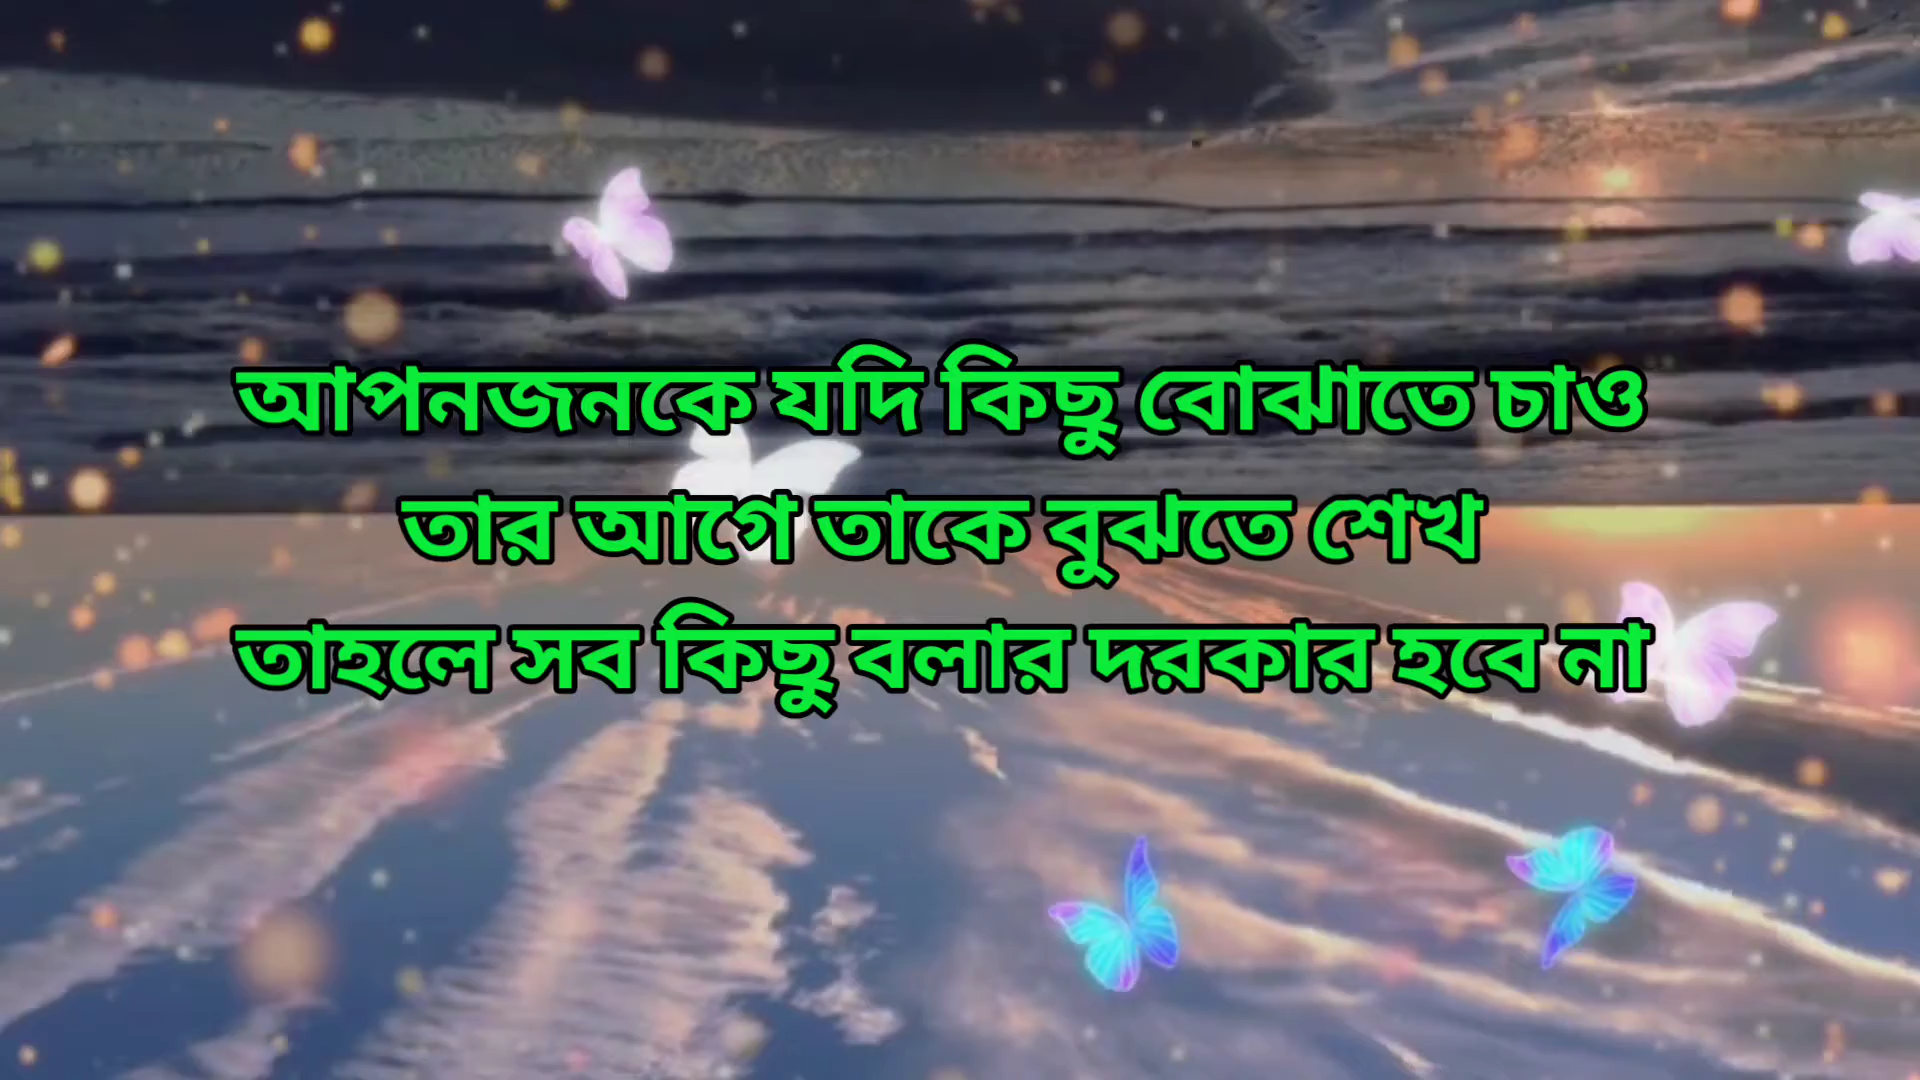 আপনজনকে যদি কিছু বোঝাতে চাও
তার আগে তাকে বুঝতে শেখ
তাহলে সব কিছু বলার দরকার হবে না